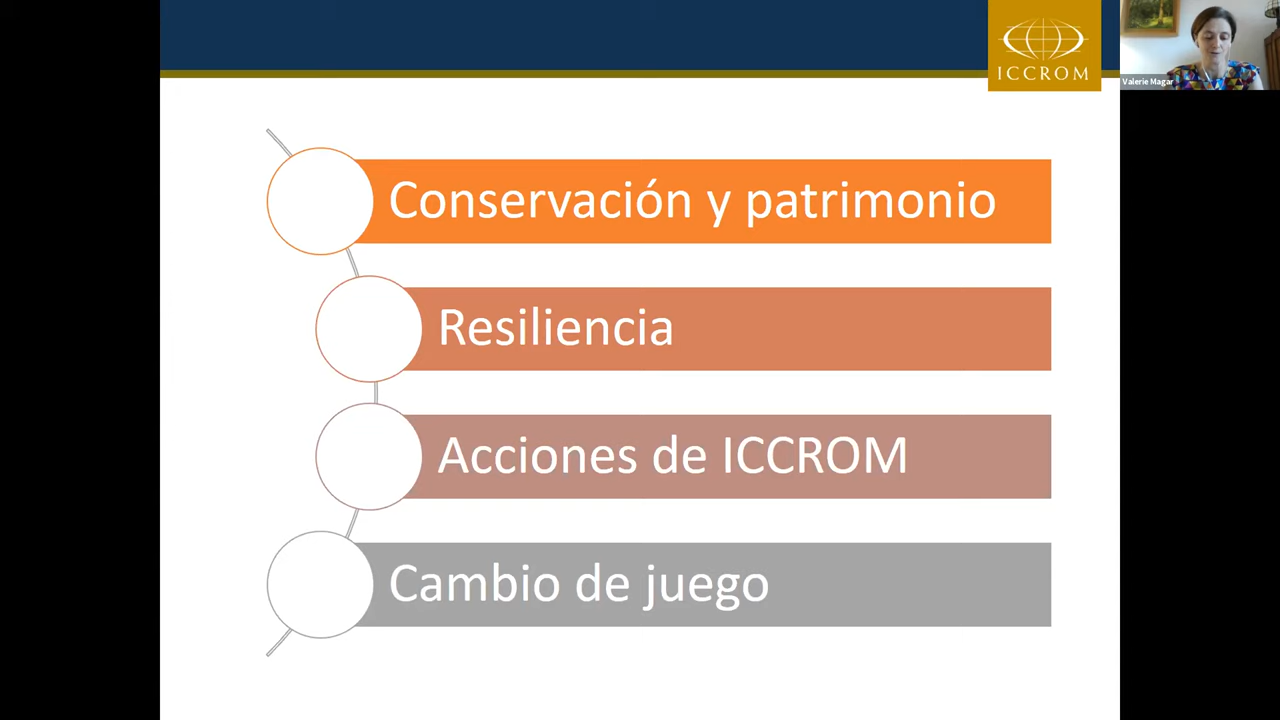 ICCROM
Valerie Magar
Conservación y patrimonio
Resiliencia
Acciones de ICCROM
Cambio de juego